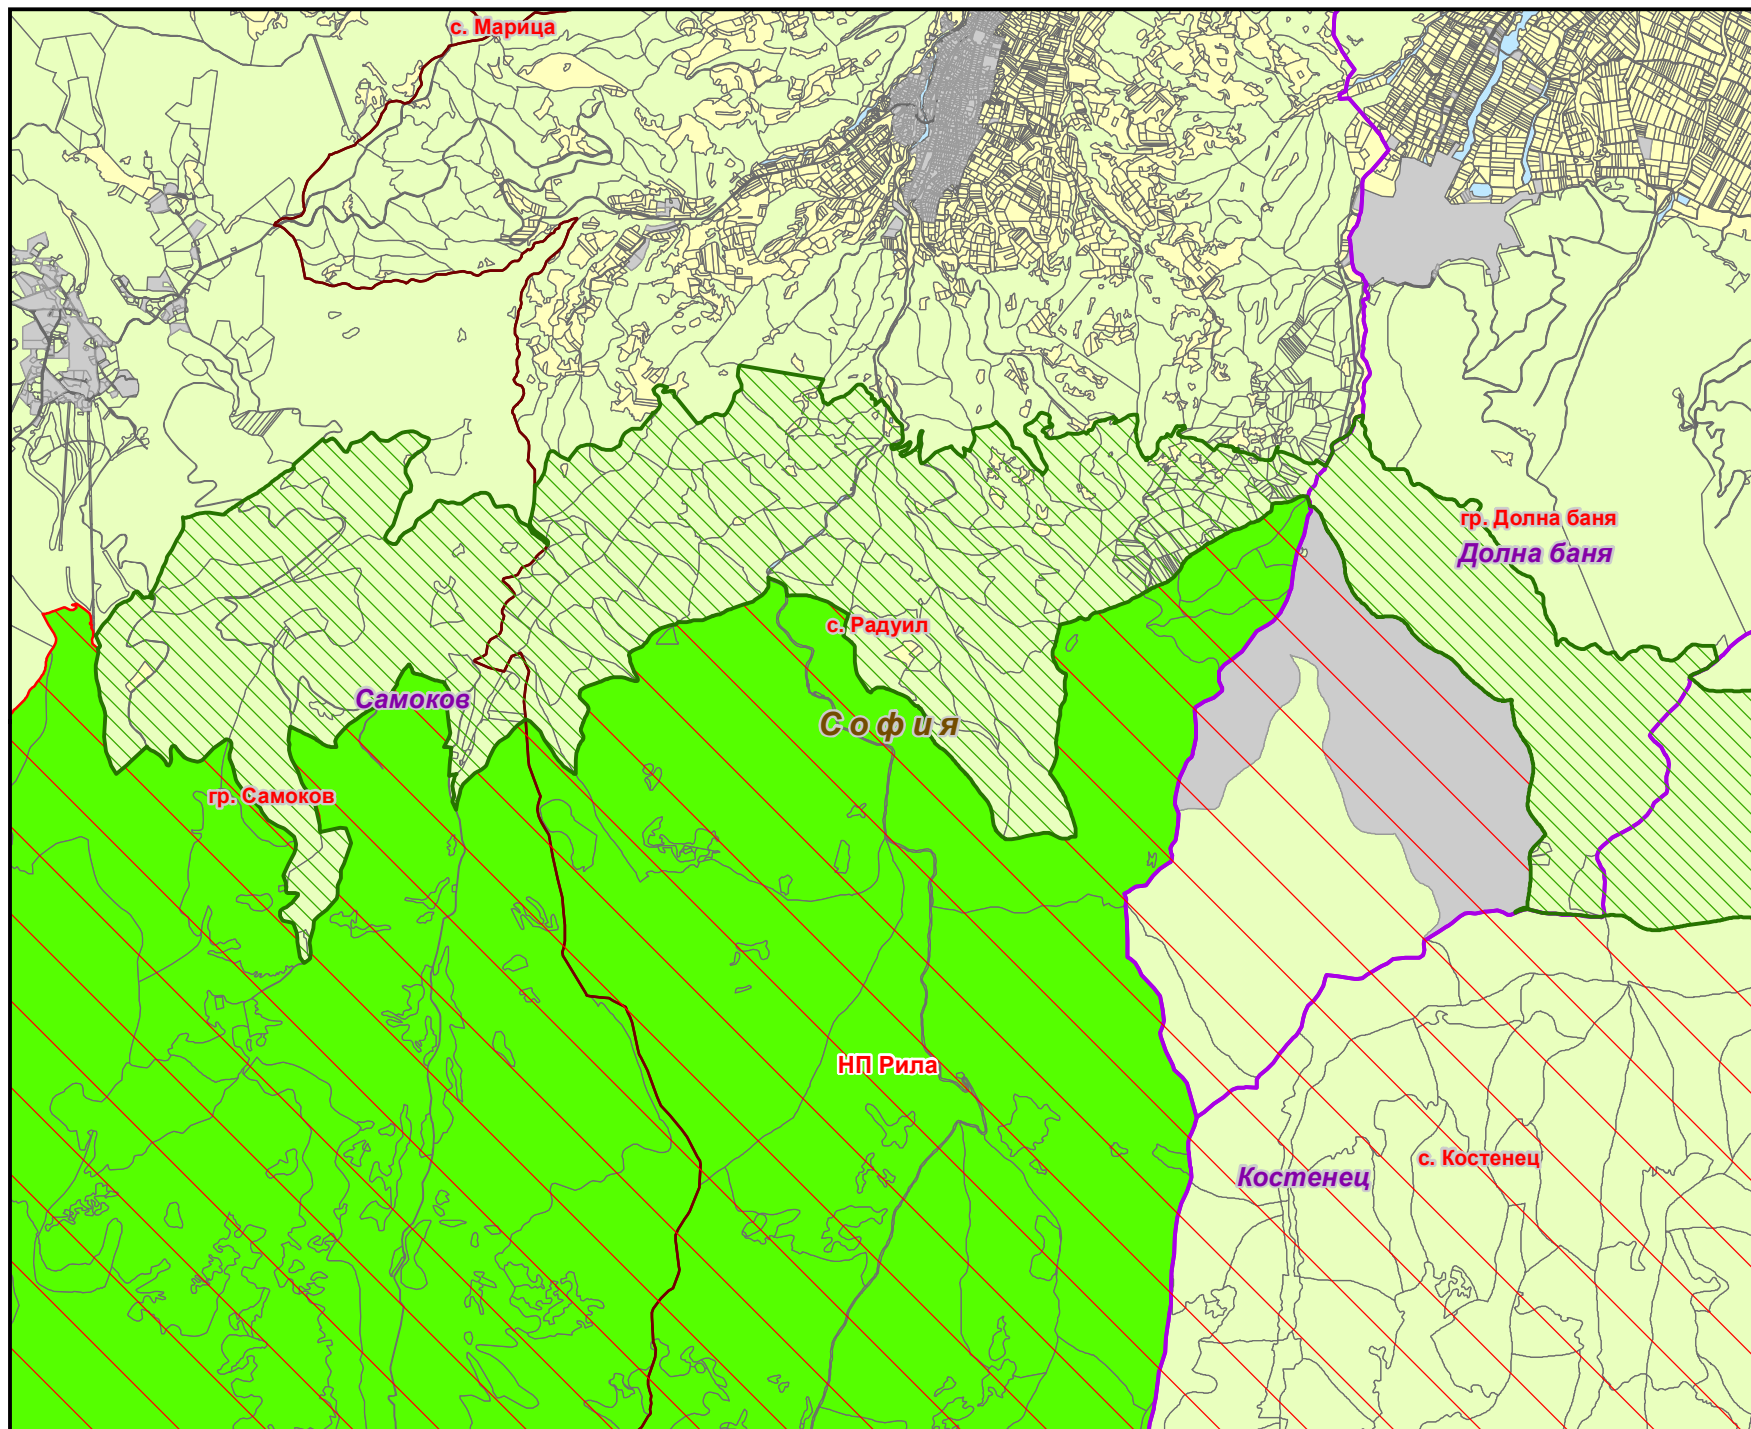 с. Марица
гр. Долна баня
Долна баня
с. Радуил
Самоков
София
гр. Самоков
НП Рила
с. Костенец
Костенец